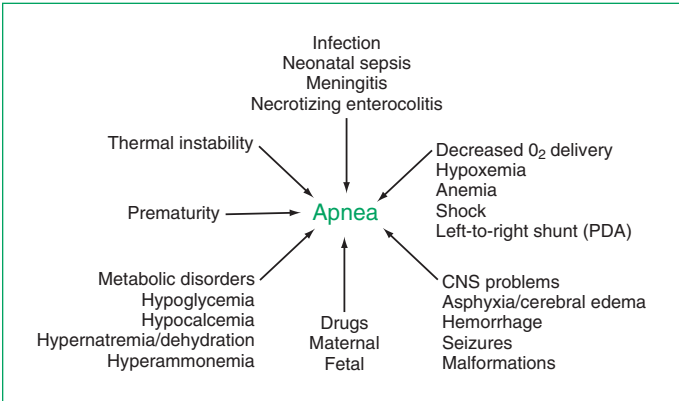 Infection
Neonatal sepsis
Meningitis
Necrotizing enterocolitis
Thermal instability
Decreased 0₂ delivery
Hypoxemia
Anemia
Shock
Left-to-right shunt (PDA)
Prematurity
Apnea
Metabolic disorders
Hypoglycemia
Hypocalcemia
Hypernatremia/dehydration
Hyperammonemia
Drugs
Maternal
Fetal
CNS problems
Asphyxia/cerebral edema
Hemorrhage
Seizures
Malformations